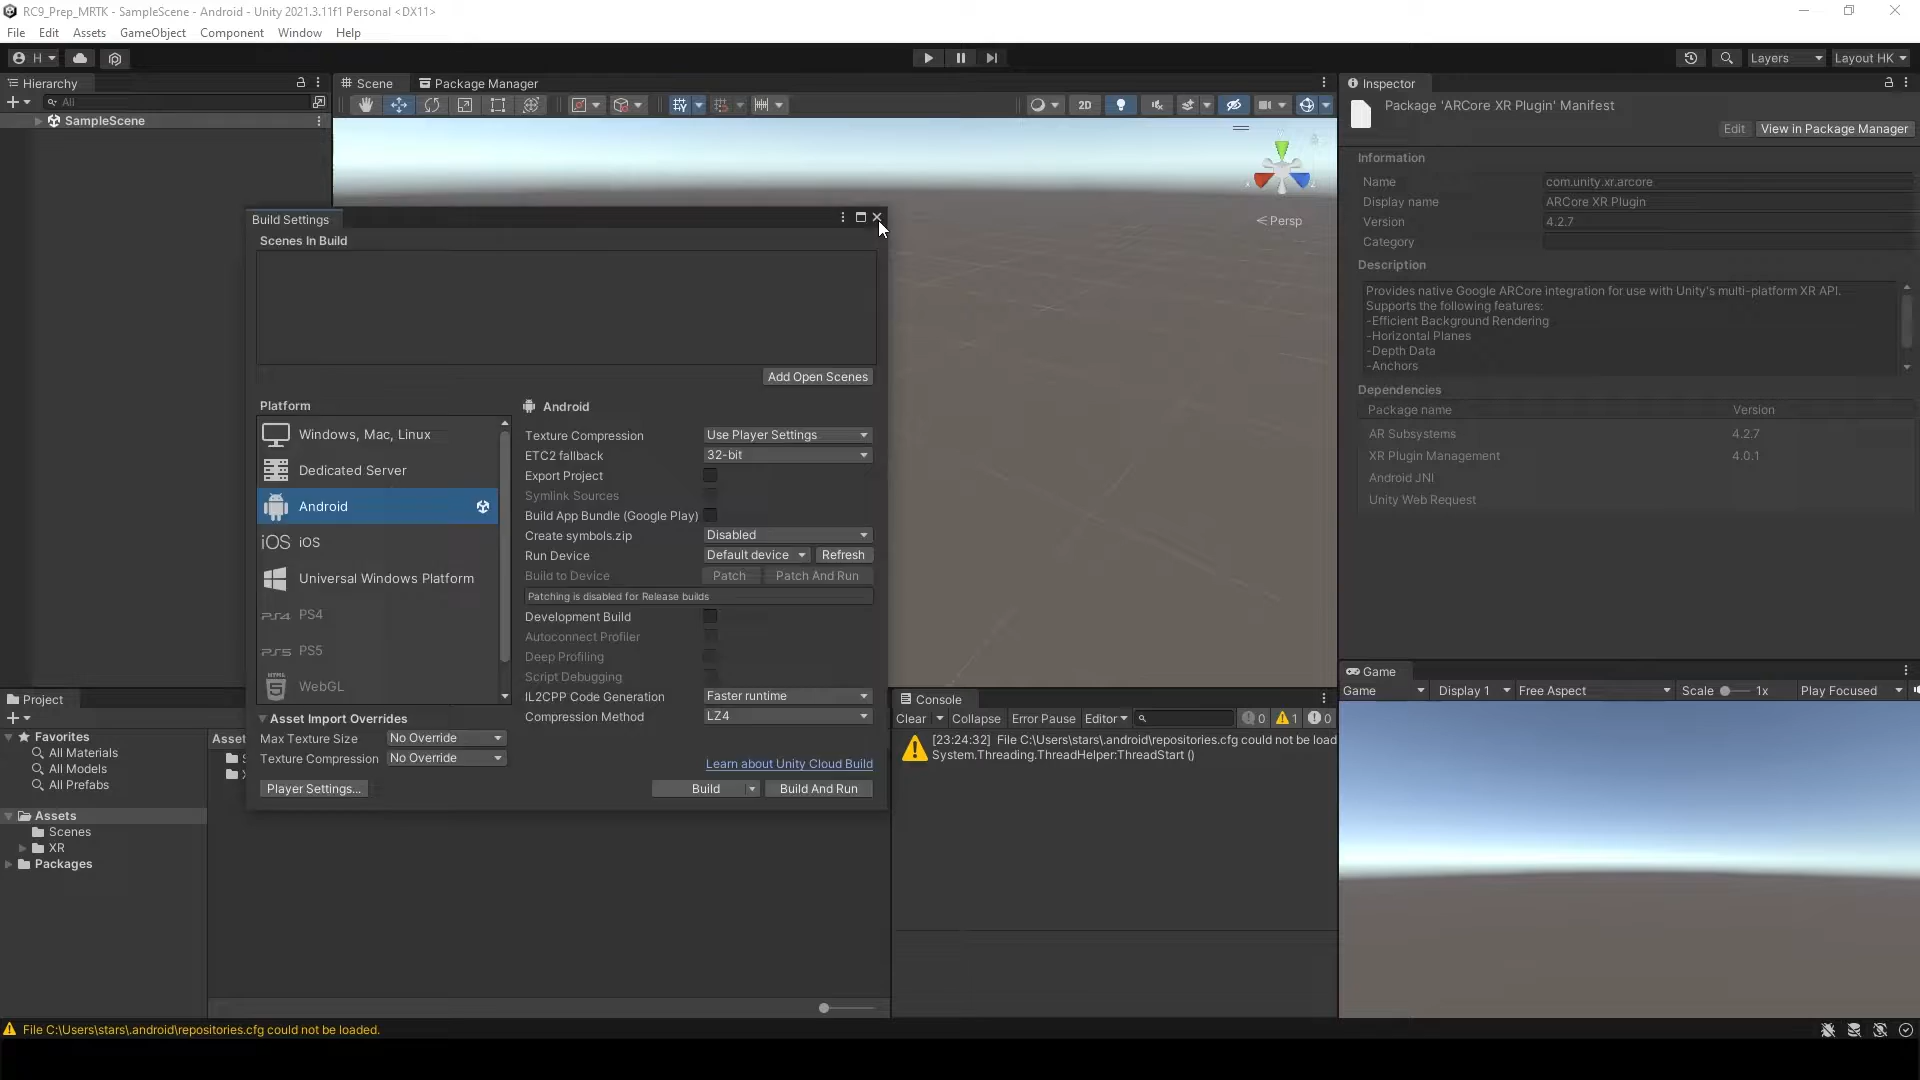 RC9_Prep_MRTK - SampleScene - Android - Unity 2021.3.11f1 Personal <DX11>
File Edit Assets GameObject Component Window Help
H Layers Layout HK
Hierarchy
All
SampleScene
Scene Package Manager
2D
Persp
Build Settings
Scenes In Build
Add Open Scenes
Platform
Windows, Mac, Linux
Dedicated Server
Android
iOS iOS
Universal Windows Platform
PS4 PS4
PS5 PS5
HTML WebGL
Asset Import Overrides
Max Texture Size No Override
Texture Compression No Override
Player Settings...
Android
Texture Compression Use Player Settings
ETC2 fallback 32-bit
Export Project
Symlink Sources
Build App Bundle (Google Play)
Create symbols.zip Disabled
Run Device Default device Refresh
Build to Device Patch Patch And Run
Patching is disabled for Release builds
Development Build
Autoconnect Profiler
Deep Profiling
Script Debugging
IL2CPP Code Generation Faster runtime
Compression Method LZ4
Learn about Unity Cloud Build
Build Build And Run
Inspector
Package 'ARCore XR Plugin' Manifest
Edit View in Package Manager
Information
Name com.unity.xr.arcore
Display name ARCore XR Plugin
Version 4.2.7
Category
Description
Provides native Google ARCore integration for use with Unity's multi-platform XR API.
Supports the following features:
-Efficient Background Rendering
-Horizontal Planes
-Depth Data
-Anchors
Dependencies
Package name Version
AR Subsystems 4.2.7
XR Plugin Management 4.0.1
Android JNI
Unity Web Request
Project
Favorites
All Materials
All Models
All Prefabs
Assets
Scenes
XR
Packages
Asset
Console
Clear Collapse Error Pause Editor 0 1 0
[23:24:32] File C:\Users\stars\.android\repositories.cfg could not be load
System.Threading.ThreadHelper:ThreadStart ()
Game
Game Display 1 Free Aspect Scale 1x Play Focused
File C:\Users\stars\.android\repositories.cfg could not be loaded.